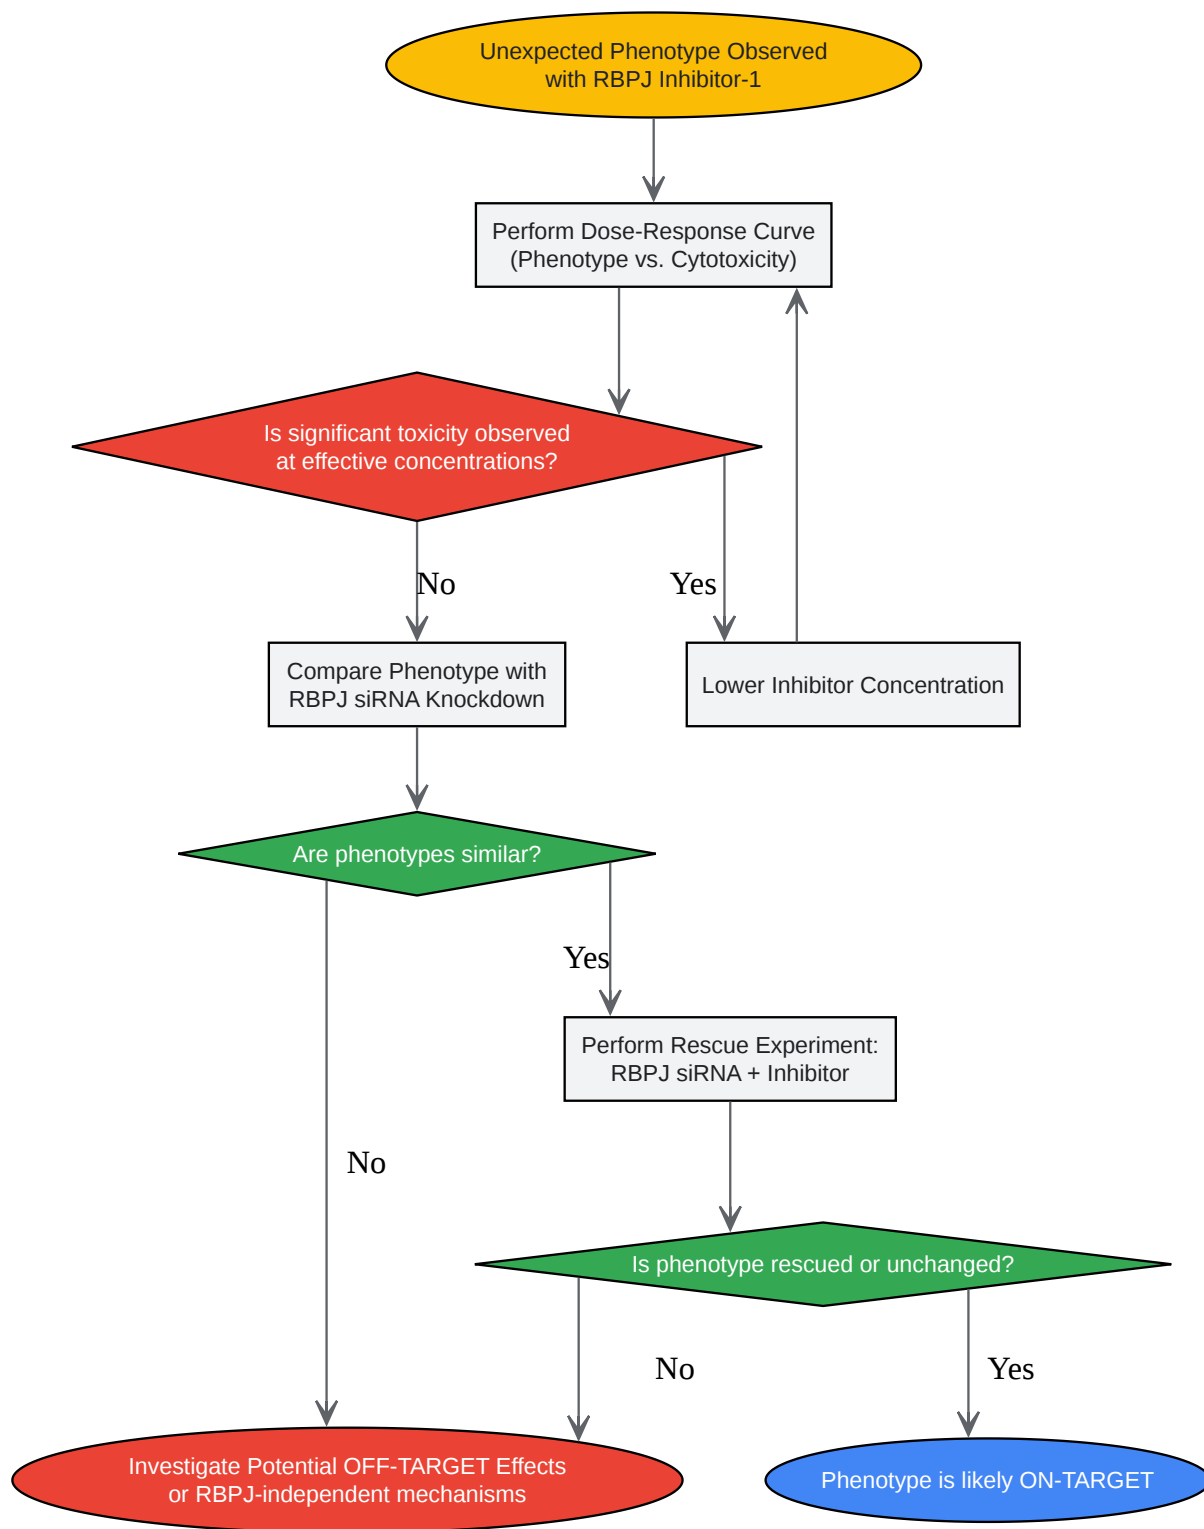 Unexpected Phenotype Observed
with RBPJ Inhibitor-1
Perform Dose-Response Curve
(Phenotype vs. Cytotoxicity)
Is significant toxicity observed
at effective concentrations?
No
Yes
Compare Phenotype with
RBPJ siRNA Knockdown
Lower Inhibitor Concentration
Are phenotypes similar?
Yes
Perform Rescue Experiment:
RBPJ siRNA + Inhibitor
No
Is phenotype rescued or unchanged?
No
Yes
Investigate Potential OFF-TARGET Effects
or RBPJ-independent mechanisms
Phenotype is likely ON-TARGET